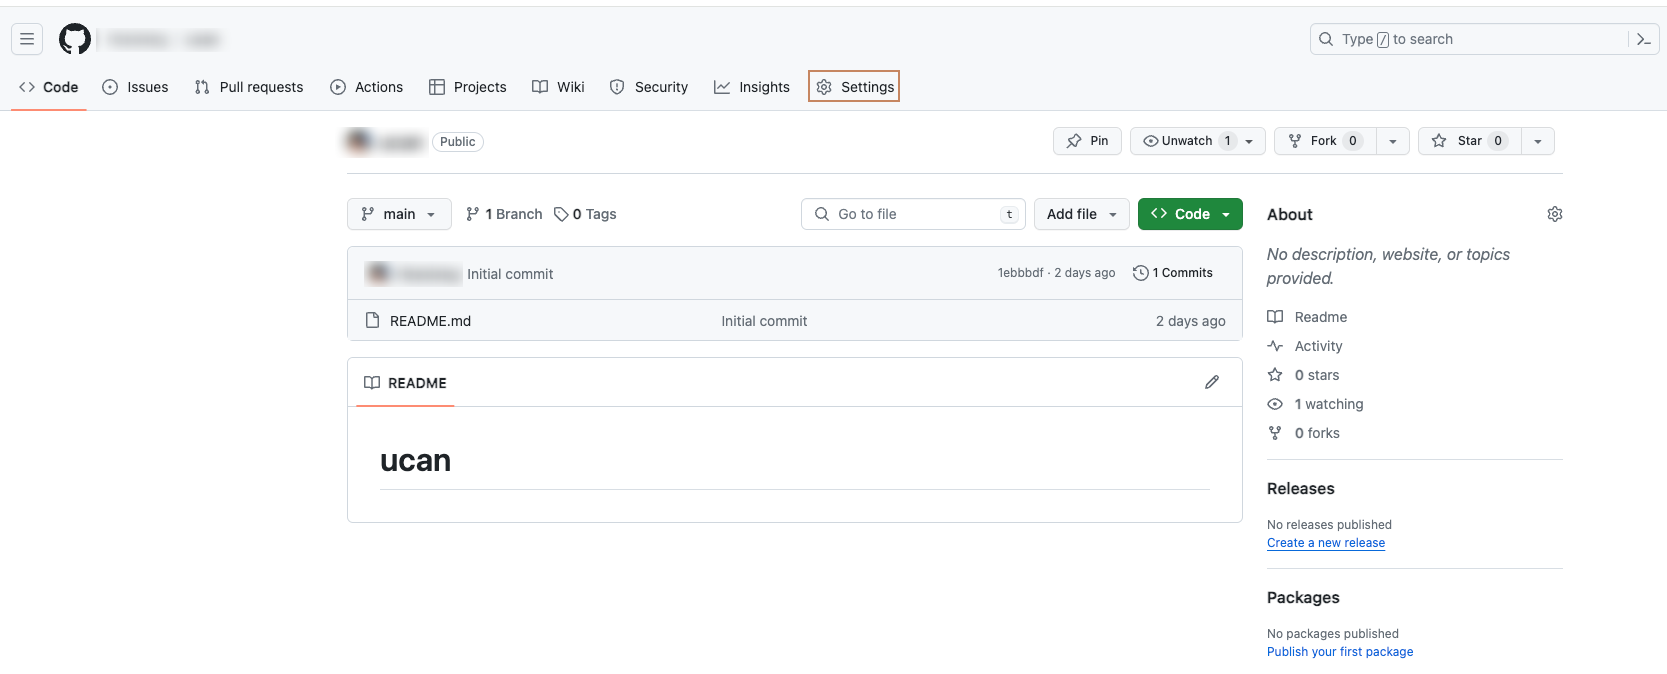 Type / to search
Code Issues Pull requests Actions Projects Wiki Security Insights Settings
Public Pin Unwatch 1 Fork 0 Star 0
main 1 Branch 0 Tags Go to file t Add file Code
Initial commit 1ebbbdf · 2 days ago 1 Commits
README.md Initial commit 2 days ago
README
ucan
About
No description, website, or topics
provided.
Readme
Activity
0 stars
1 watching
0 forks
Releases
No releases published
Create a new release
Packages
No packages published
Publish your first package